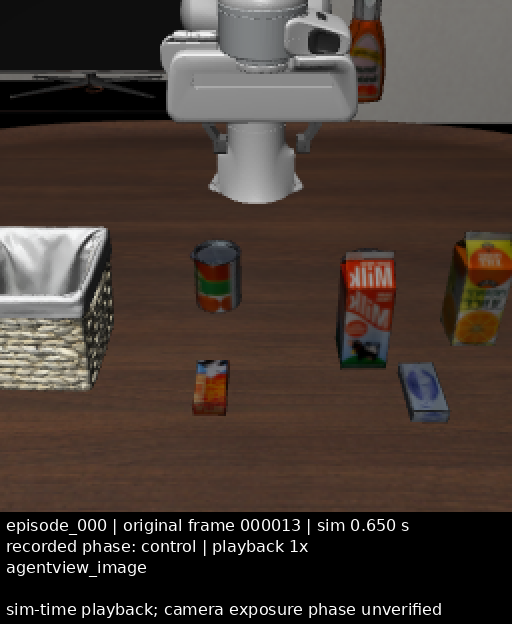 Milk
Milk
episode_000 | original frame 000013 | sim 0.650 s
recorded phase: control | playback 1x
agentview_image
sim-time playback; camera exposure phase unverified